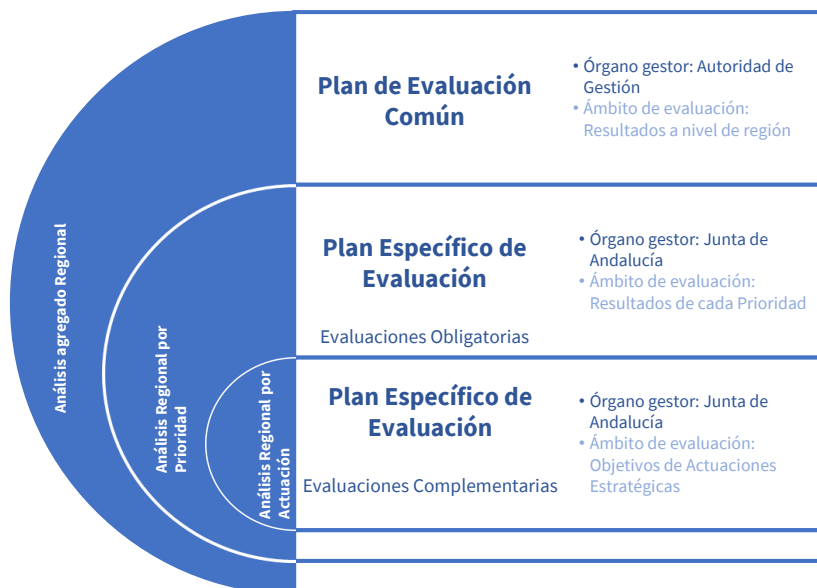 Plan de Evaluación
Común
• Órgano gestor: Autoridad de
Gestión
• Ámbito de evaluación:
Resultados a nivel de región
Análisis agregado Regional
Plan Específico de
Evaluación
Evaluaciones Obligatorias
• Órgano gestor: Junta de
Andalucía
• Ámbito de evaluación:
Resultados de cada Prioridad
Análisis Regional por
Prioridad
Plan Específico de
Evaluación
Evaluaciones Complementarias
• Órgano gestor: Junta de
Andalucía
• Ámbito de evaluación:
Objetivos de Actuaciones
Estratégicas
Análisis Regional por
Actuación